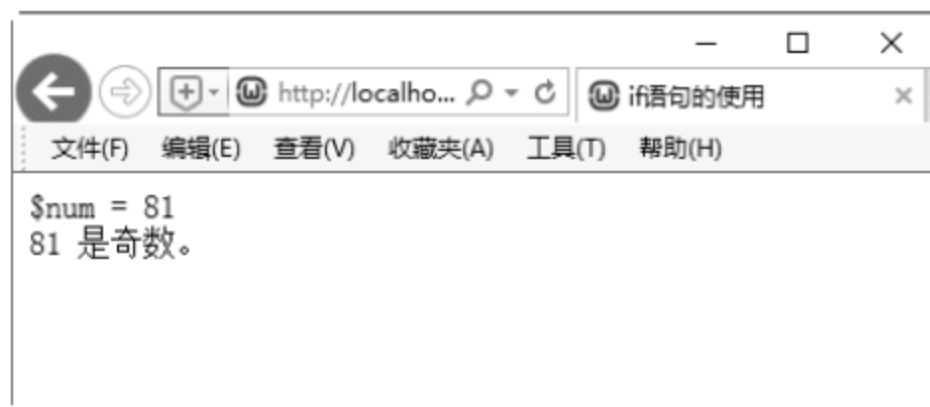 http://localho...
if语句的使用
文件(F) 编辑(E) 查看(V) 收藏夹(A) 工具(T) 帮助(H)
$num = 81
81 是奇数。